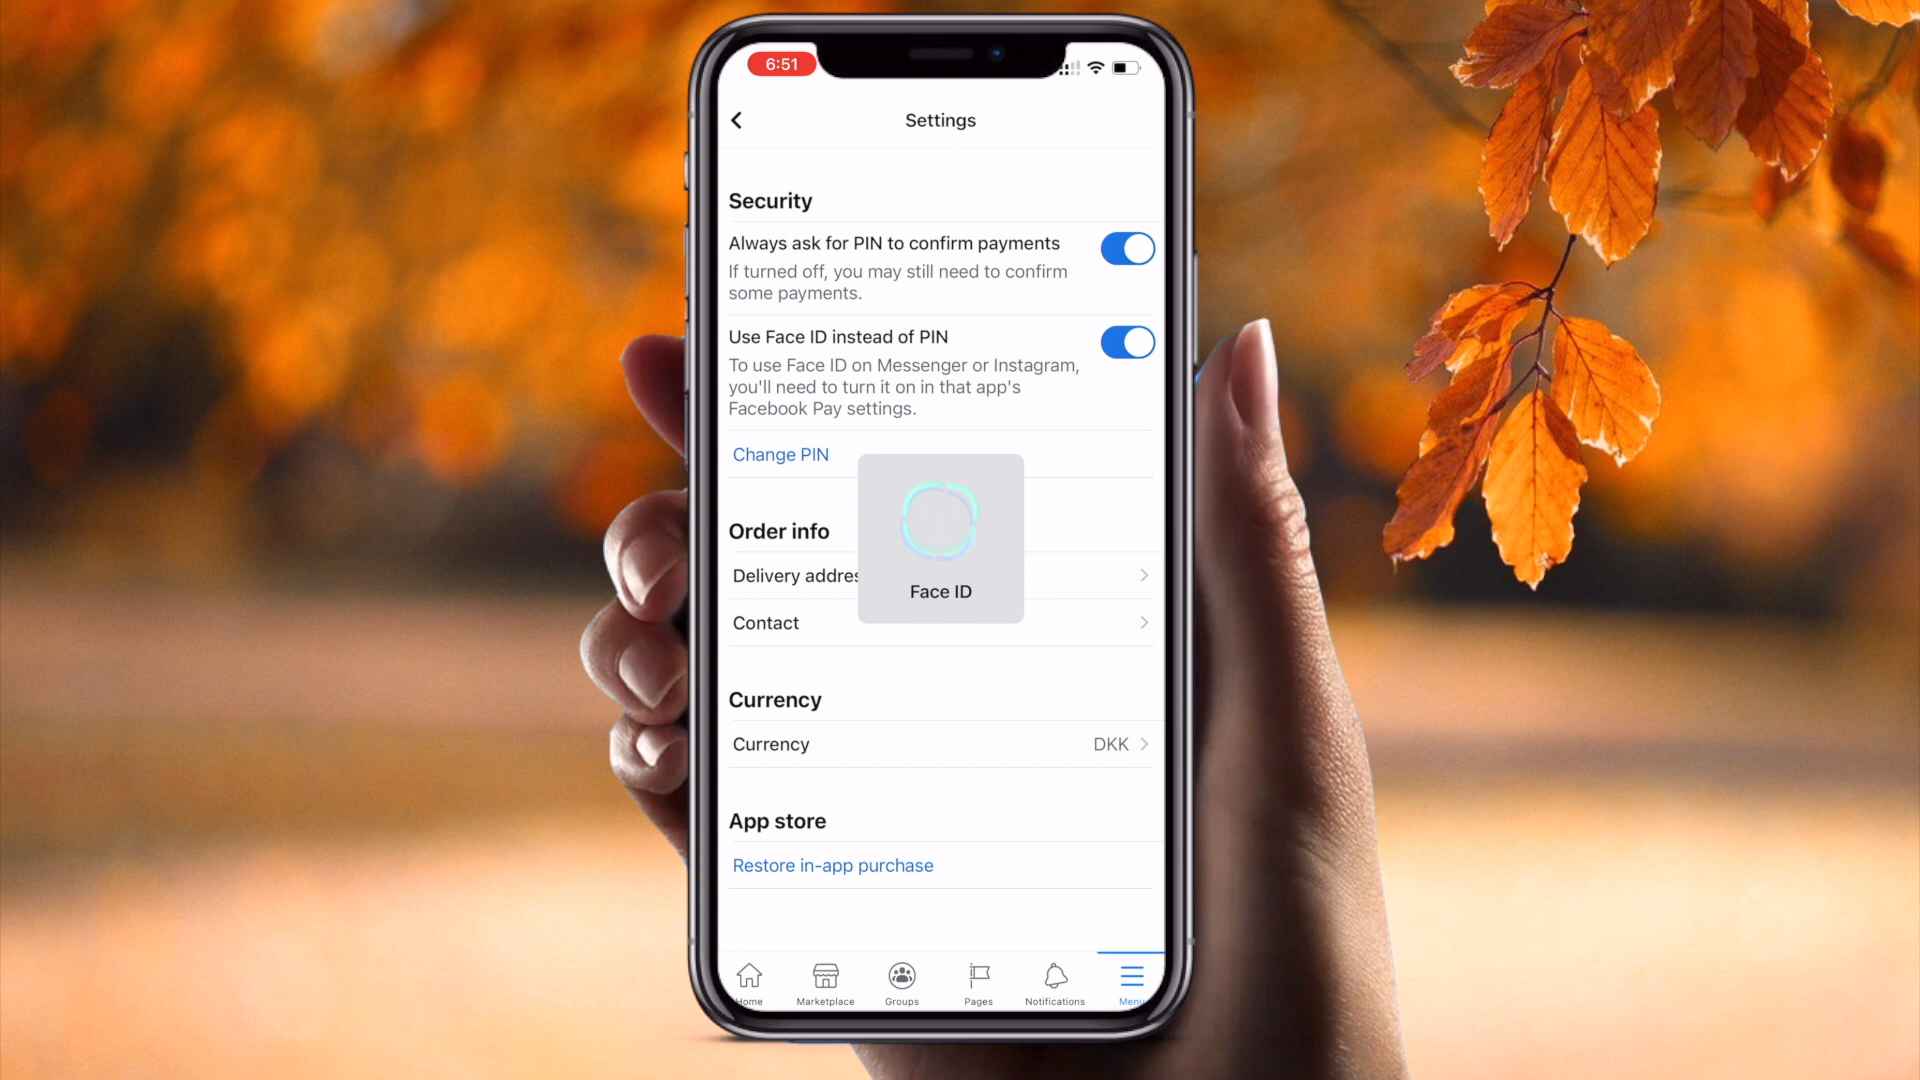 6:51
Settings
Security
Always ask for PIN to confirm payments
If turned off, you may still need to confirm
some payments.
Use Face ID instead of PIN
To use Face ID on Messenger or Instagram,
you'll need to turn it on in that app's
Facebook Pay settings.
Change PIN
Face ID
Order info
Delivery addres
Contact
Currency
Currency DKK
App store
Restore in-app purchase
Home Marketplace Groups Pages Notifications Menu